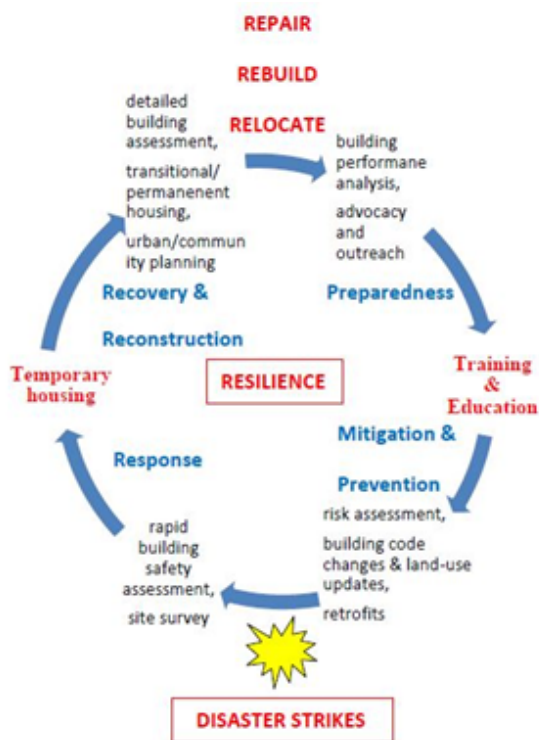 REPAIR
REBUILD
RELOCATE
detailed
building
assessment,
transitional/
permanenent
housing,
urban/commun
ity planning
building
performane
analysis,
advocacy
and
outreach
Recovery &
Reconstruction
Preparedness
Temporary
housing
RESILIENCE
Training
&
Education
Response
Mitigation &
Prevention
rapid
building
safety
assessment,
site survey
risk assessment,
building code
changes & land-use
updates,
retrofits
DISASTER STRIKES